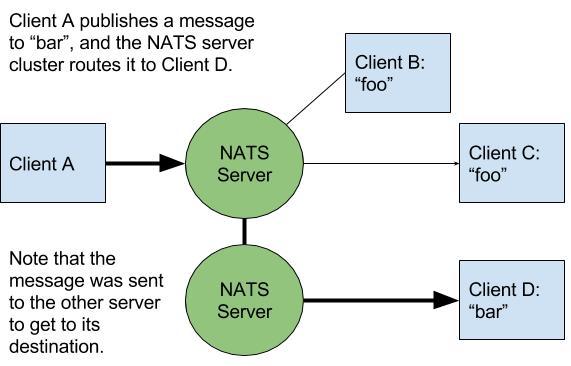 Client A publishes a message
to “bar”, and the NATS server
cluster routes it to Client D.
Client B:
“foo”
Client A
NATS
Server
Client C:
“foo”
Note that the
message was sent
to the other server
to get to its
destination.
NATS
Server
Client D:
“bar”